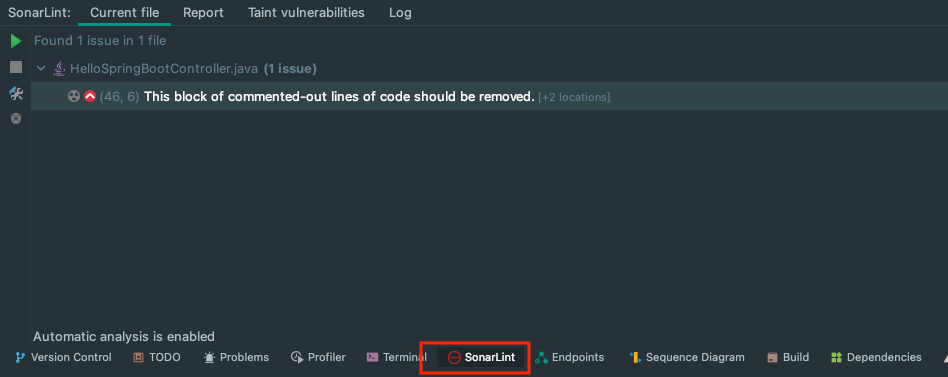 SonarLint: Current file Report Taint vulnerabilities Log
Found 1 issue in 1 file
HelloSpringBootController.java (1 issue)
(46, 6) This block of commented-out lines of code should be removed. [+2 locations]
Automatic analysis is enabled
Version Control TODO Problems Profiler Terminal SonarLint Endpoints Sequence Diagram Build Dependencies